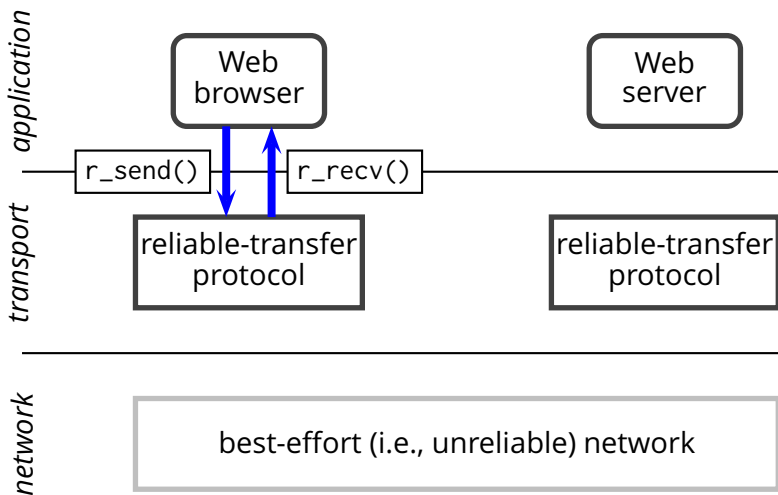 application
Web
browser
Web
server
r_send()
r_recv()
transport
reliable-transfer
protocol
reliable-transfer
protocol
network
best-effort (i.e., unreliable) network